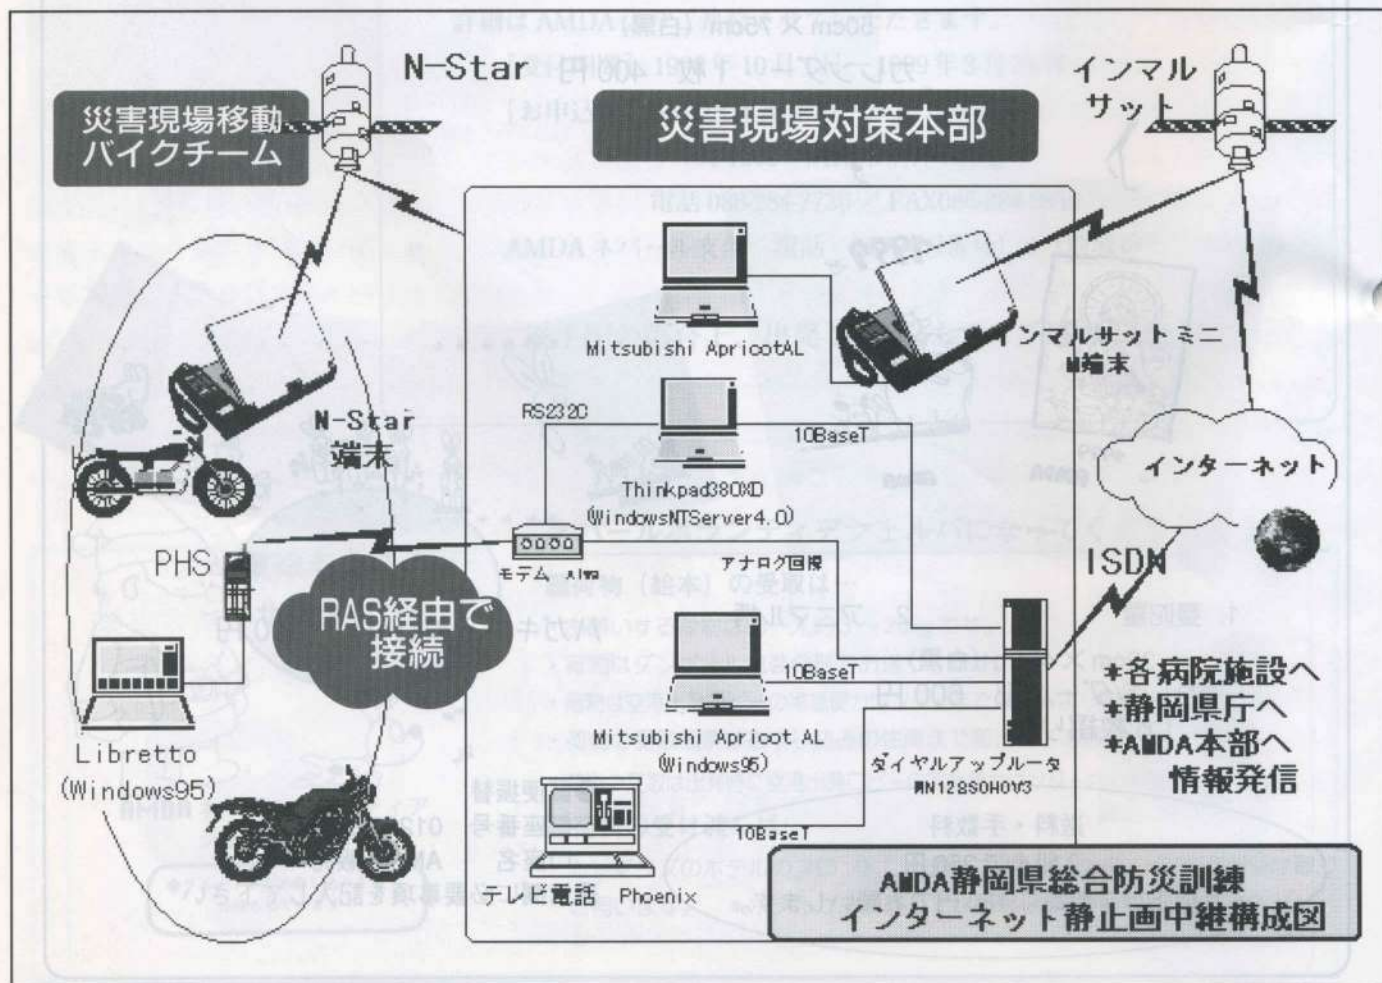 N-Star
インマル
サット
災害現場移動
バイクチーム
災害現場対策本部
Mitsubishi ApricotAL
インマルサットミニ
M端末
N-Star
端末
RS232C
10BaseT
Thinkpad380XD
(WindowsNTServer4.0)
インターネット
PHS
モデム
アナログ回線
ISDN
RAS経由で
接続
10BaseT
Libretto
(Windows95)
Mitsubishi Apricot AL
(Windows95)
ダイヤルアップルータ
MN128SOHOV3
*各病院施設へ
*静岡県庁へ
*AMDA本部へ
情報発信
10BaseT
テレビ電話 Phoenix
AMDA静岡県総合防災訓練
インターネット静止画中継構成図